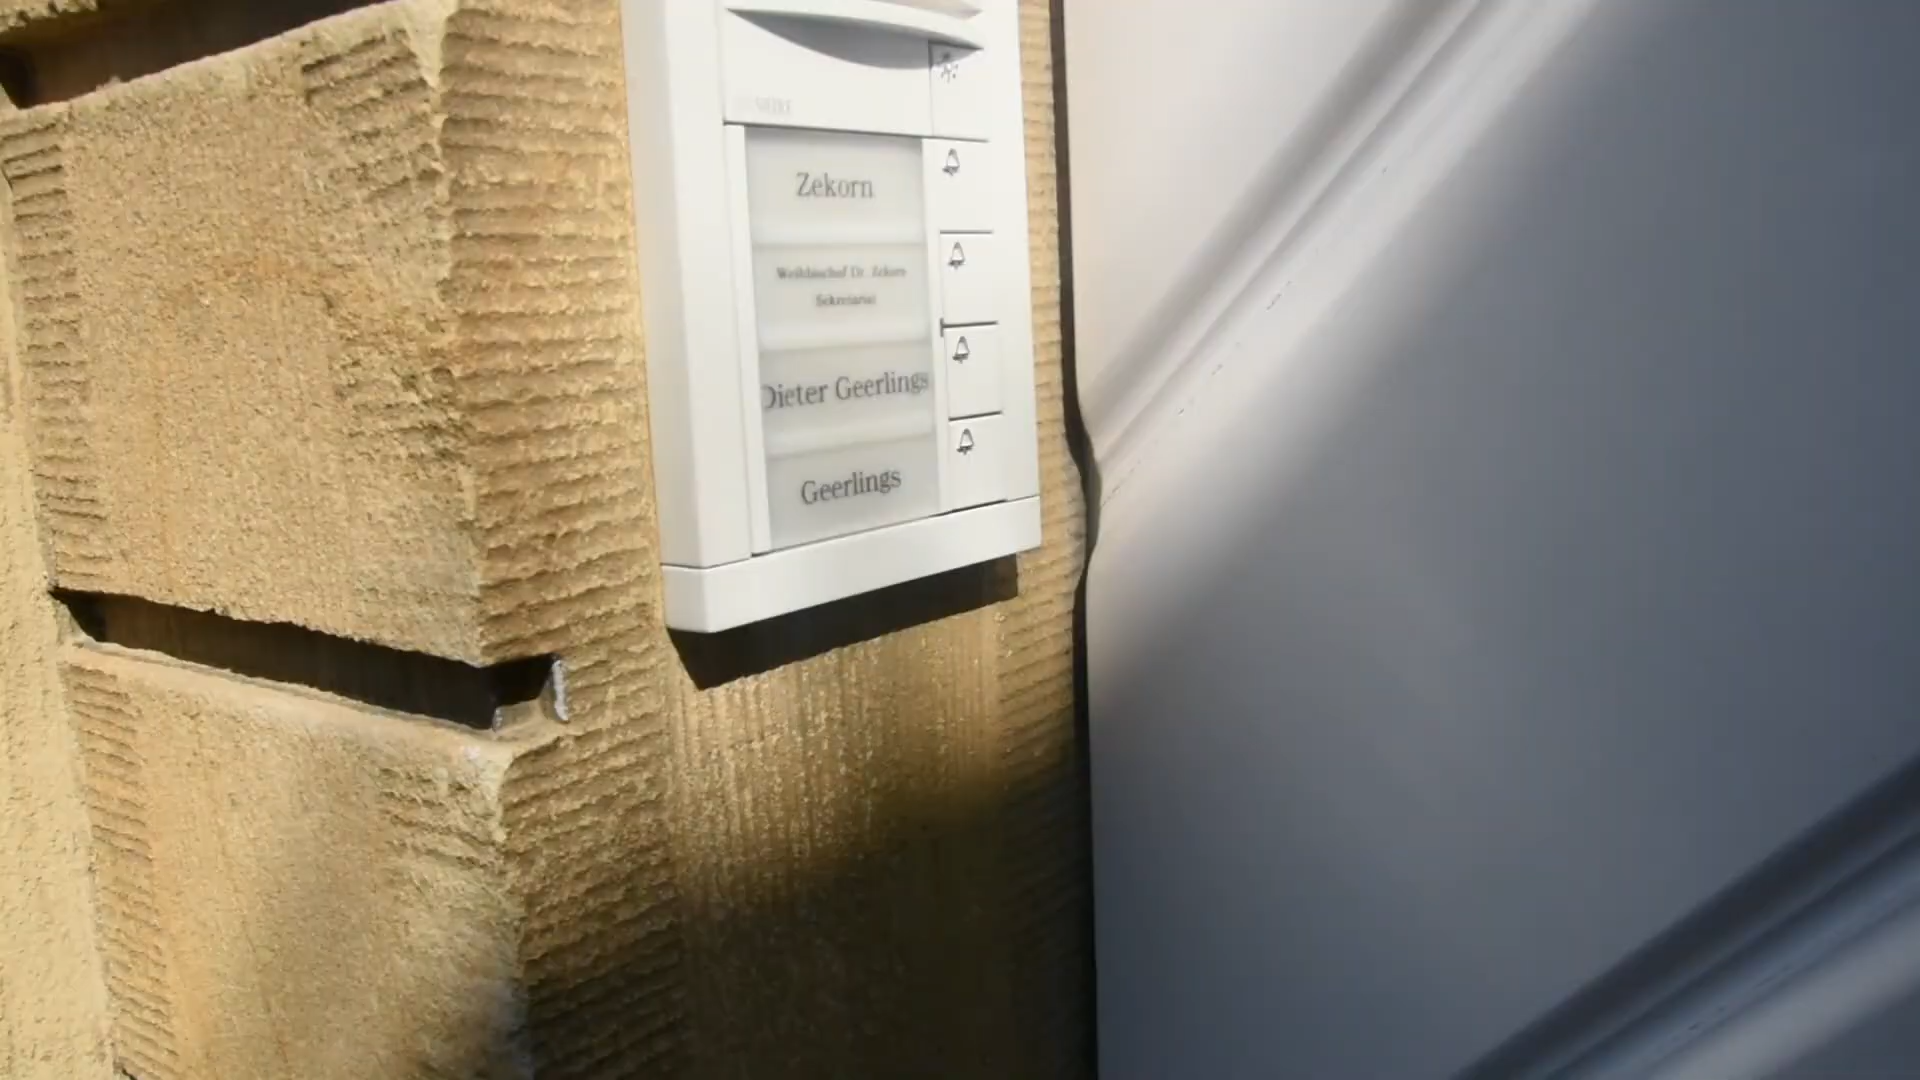 Zekorn
Weihbischof Dr. Zekorn
Sekretariat
Dieter Geerlings
Geerlings